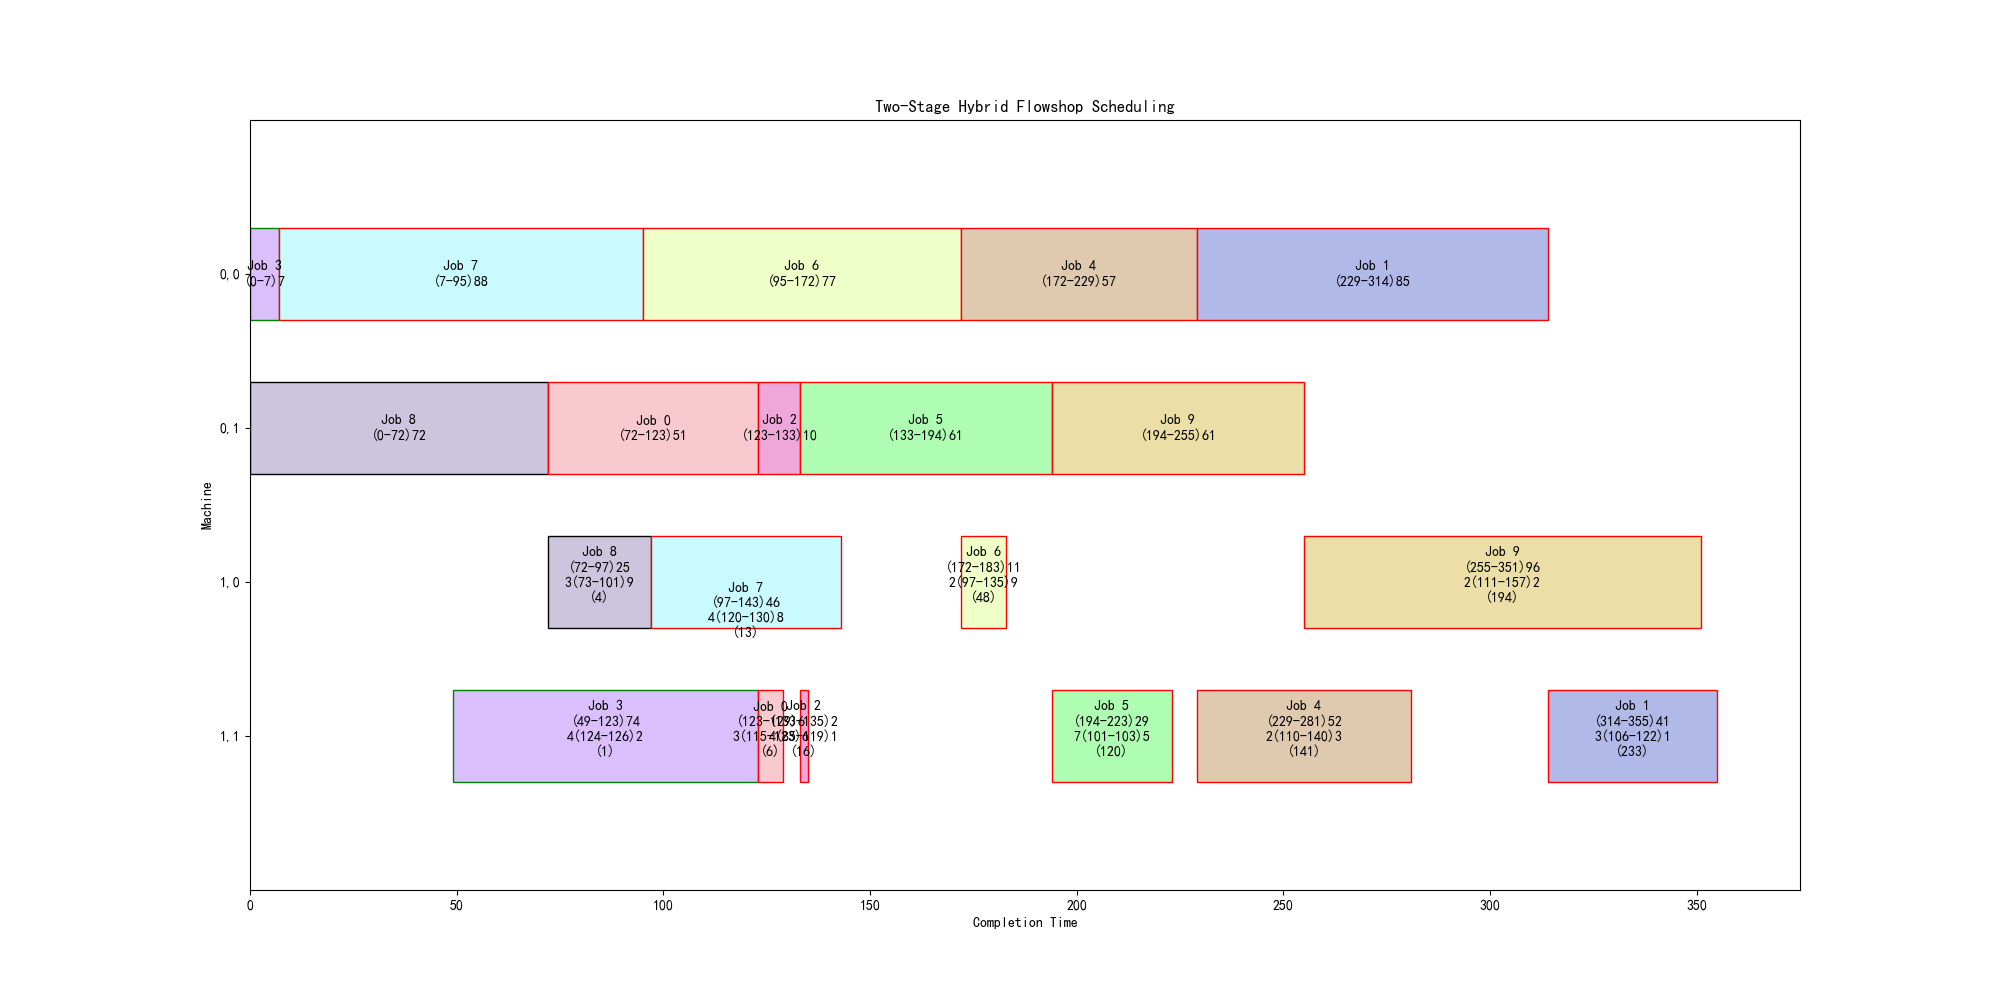 Two-Stage Hybrid Flowshop Scheduling
0,0
Job 3
(0-7)7
Job 7
(7-95)88
Job 6
(95-172)77
Job 4
(172-229)57
Job 1
(229-314)85
0,1
Job 8
(0-72)72
Job 0
(72-123)51
Job 2
(123-133)10
Job 5
(133-194)61
Job 9
(194-255)61
Machine
1,0
Job 8
(72-97)25
3(73-101)9
(4)
Job 7
(97-143)46
4(120-130)8
(13)
Job 6
(172-183)11
2(97-135)9
(48)
Job 9
(255-351)96
2(111-157)2
(194)
1,1
Job 3
(49-123)74
4(124-126)2
(1)
Job 0
(123-129)6
(6)
Job 2
(133-135)2
(16)
Job 5
(194-223)29
7(101-103)5
(120)
Job 4
(229-281)52
2(110-140)3
(141)
Job 1
(314-355)41
3(106-122)1
(233)
0
50
100
150
200
250
300
350
Completion Time